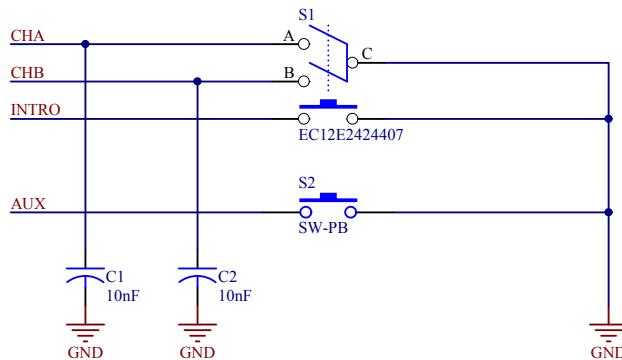 S1
CHA
A
C
CHB
B
INTRO
EC12E2424407
S2
AUX
SW-PB
C1
10nF
C2
10nF
GND
GND
GND